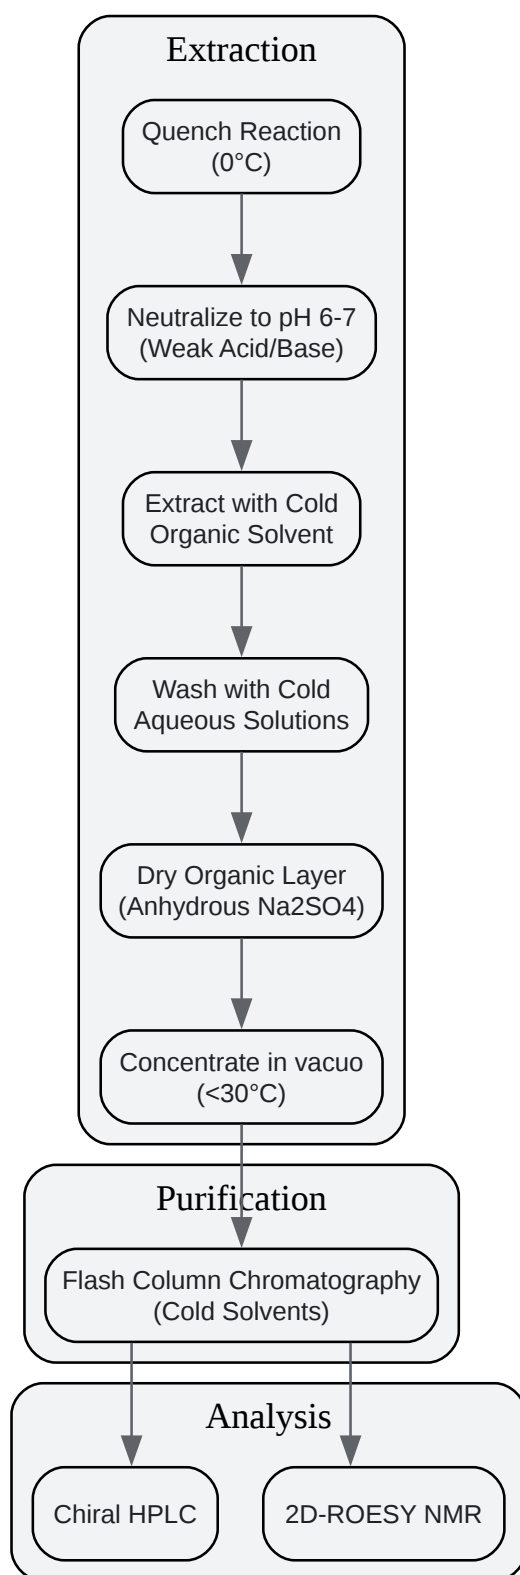 Extraction
Quench Reaction
(0°C)
Neutralize to pH 6-7
(Weak Acid/Base)
Extract with Cold
Organic Solvent
Wash with Cold
Aqueous Solutions
Dry Organic Layer
(Anhydrous Na2SO4)
Concentrate in vacuo
(<30°C)
Purification
Flash Column Chromatography
(Cold Solvents)
Analysis
Chiral HPLC
2D-ROESY NMR